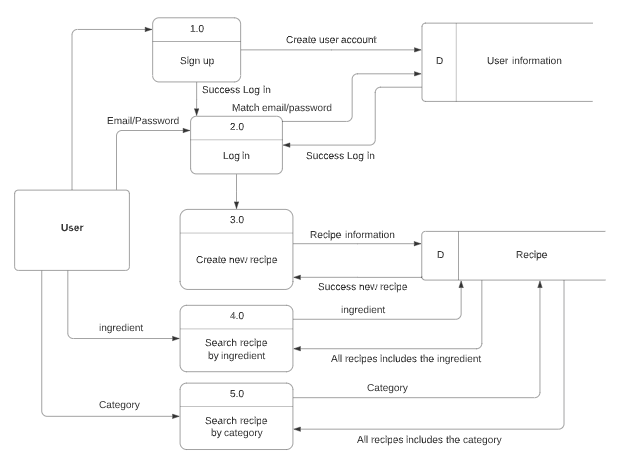 1.0
Sign up
Create user account
D
User information
Success Log in
Match email/password
Email/Password
2.0
Log in
Success Log in
User
3.0
Create new recipe
Recipe information
D
Recipe
Success new recipe
4.0
Search recipe
by ingredient
ingredient
ingredient
All recipes includes the ingredient
5.0
Search recipe
by category
Category
Category
All recipes includes the category